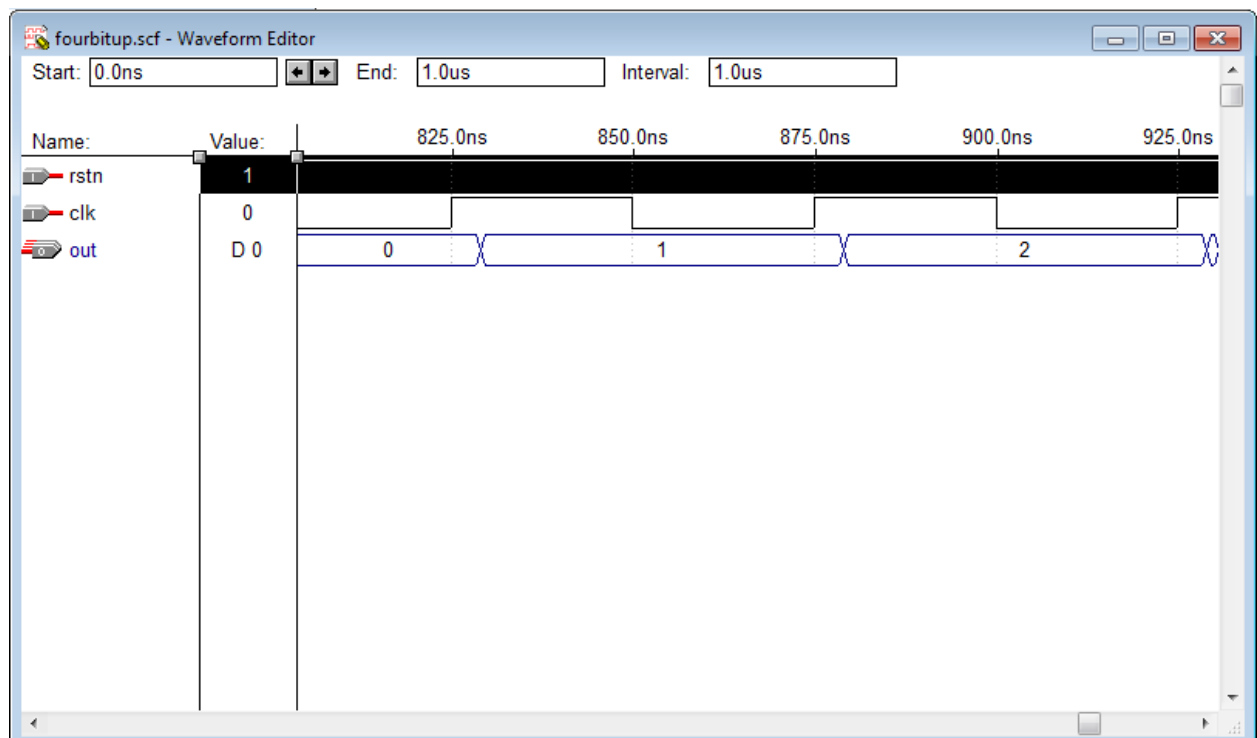 fourbitup.scf - Waveform Editor
Start: 0.0ns End: 1.0us Interval: 1.0us
Name: Value: 825.0ns 850.0ns 875.0ns 900.0ns 925.0ns
rstn 1
clk 0
out D 0 0 1 2